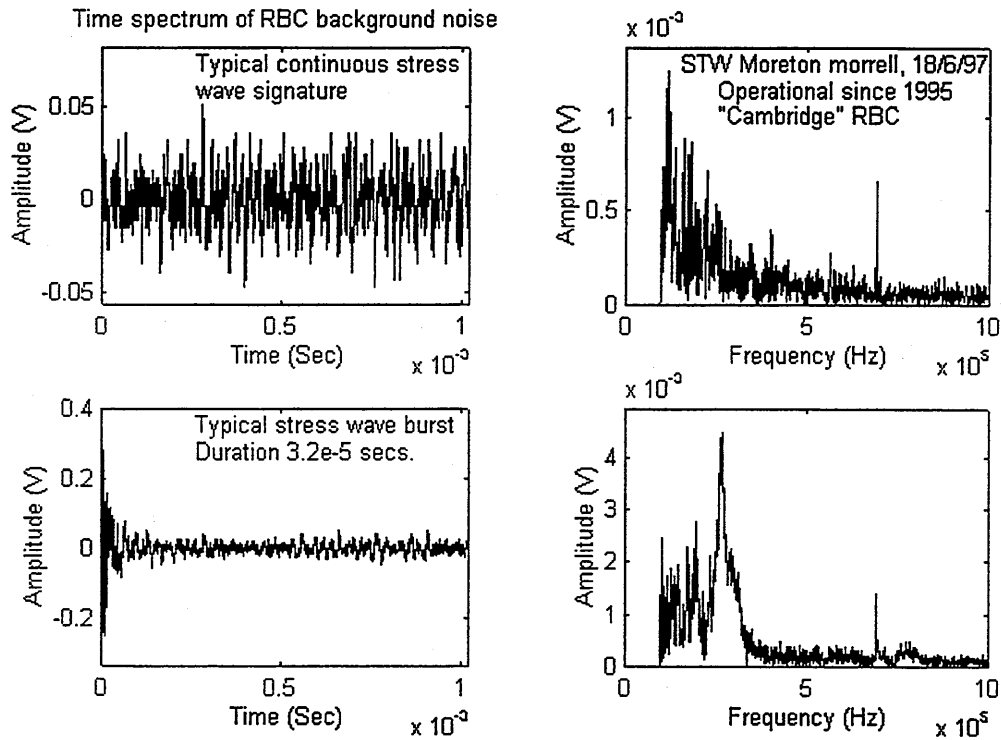 Time spectrum of RBC background noise
Typical continuous stress
wave signature
0.05
0
-0.05
Amplitude (V)
0
0.5
1
Time (Sec)
x 10⁻³
x 10⁻³
STW Moreton morrell, 18/6/97
Operational since 1995
"Cambridge" RBC
1
0.5
0
Amplitude (V)
0
5
10
Frequency (Hz)
x 10⁵
Typical stress wave burst
Duration 3.2e-5 secs.
0.4
0.2
0
-0.2
Amplitude (V)
0
0.5
1
Time (Sec)
x 10⁻³
x 10⁻³
4
3
2
1
0
Amplitude (V)
0
5
10
Frequency (Hz)
x 10⁵